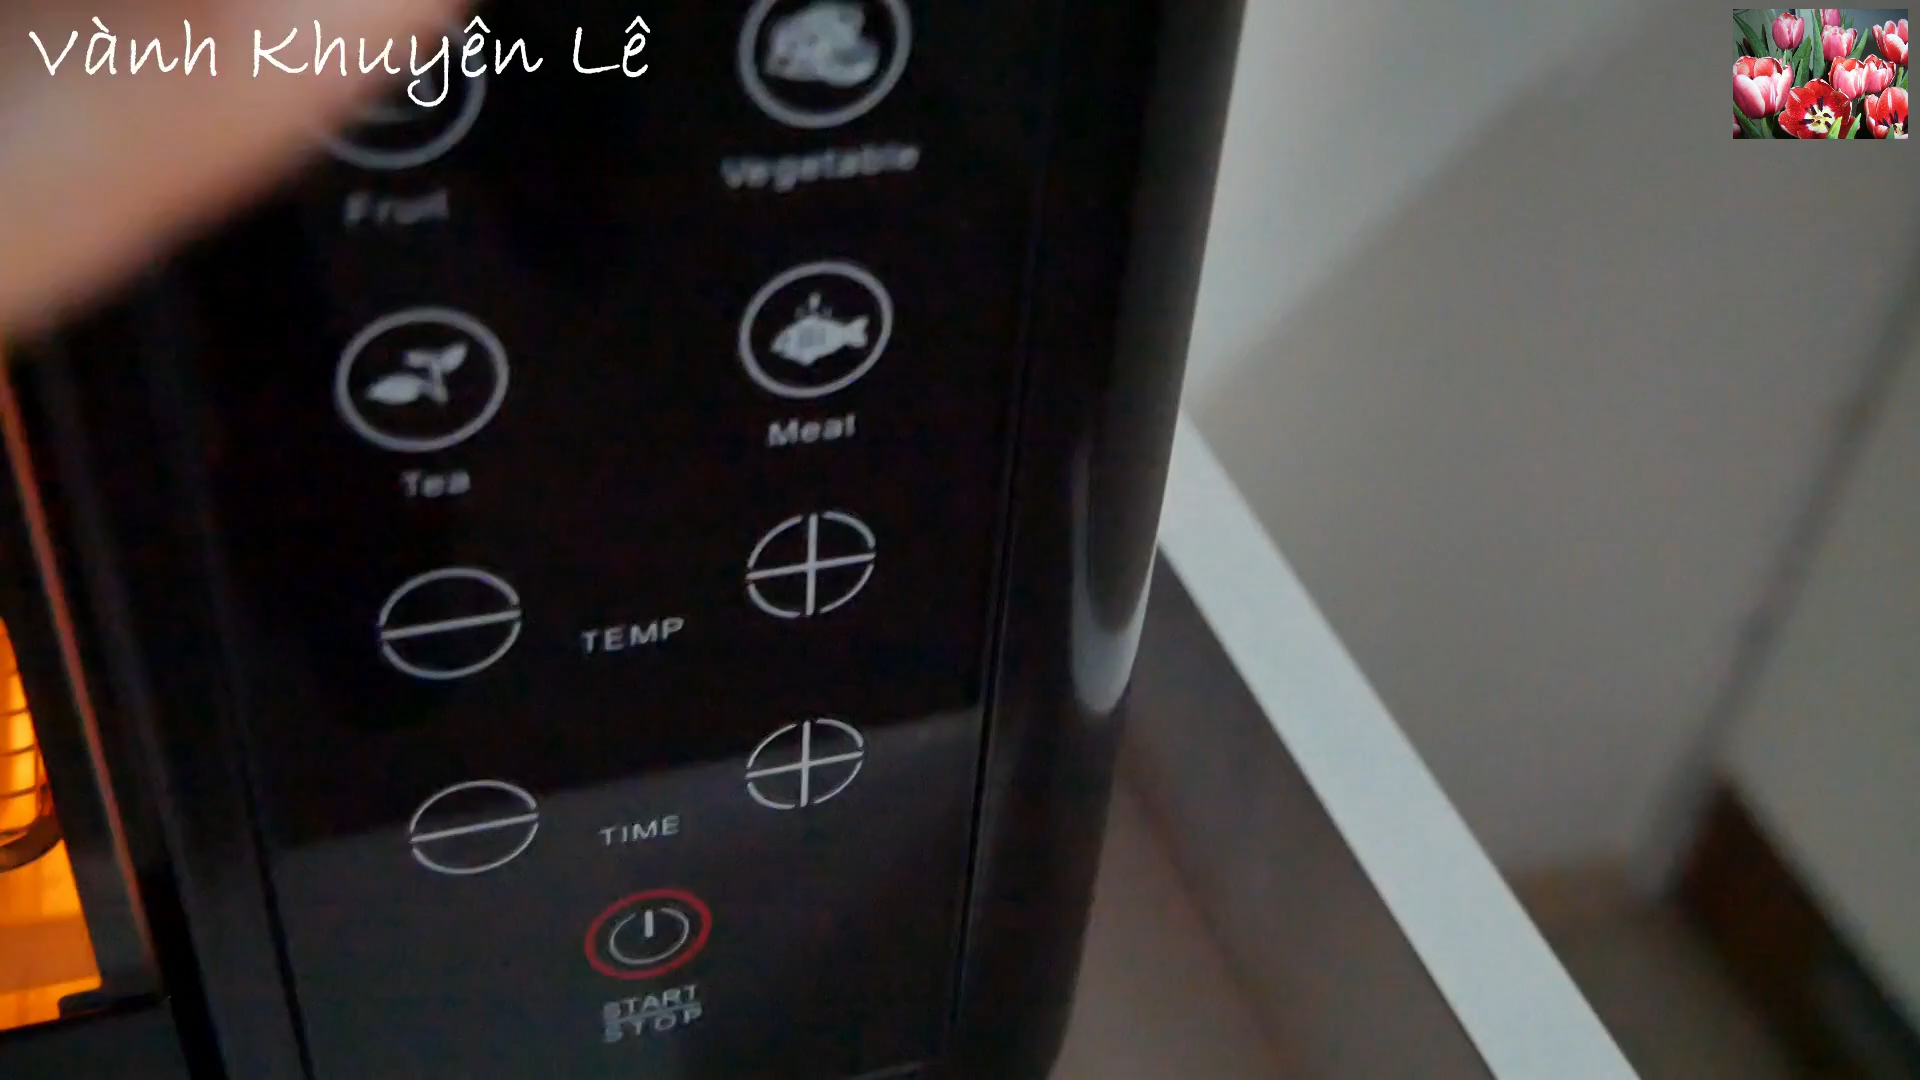 Vành Khuyên Lê
Fruit
Vegetable
Tea
Meat
TEMP
TIME
START
STOP